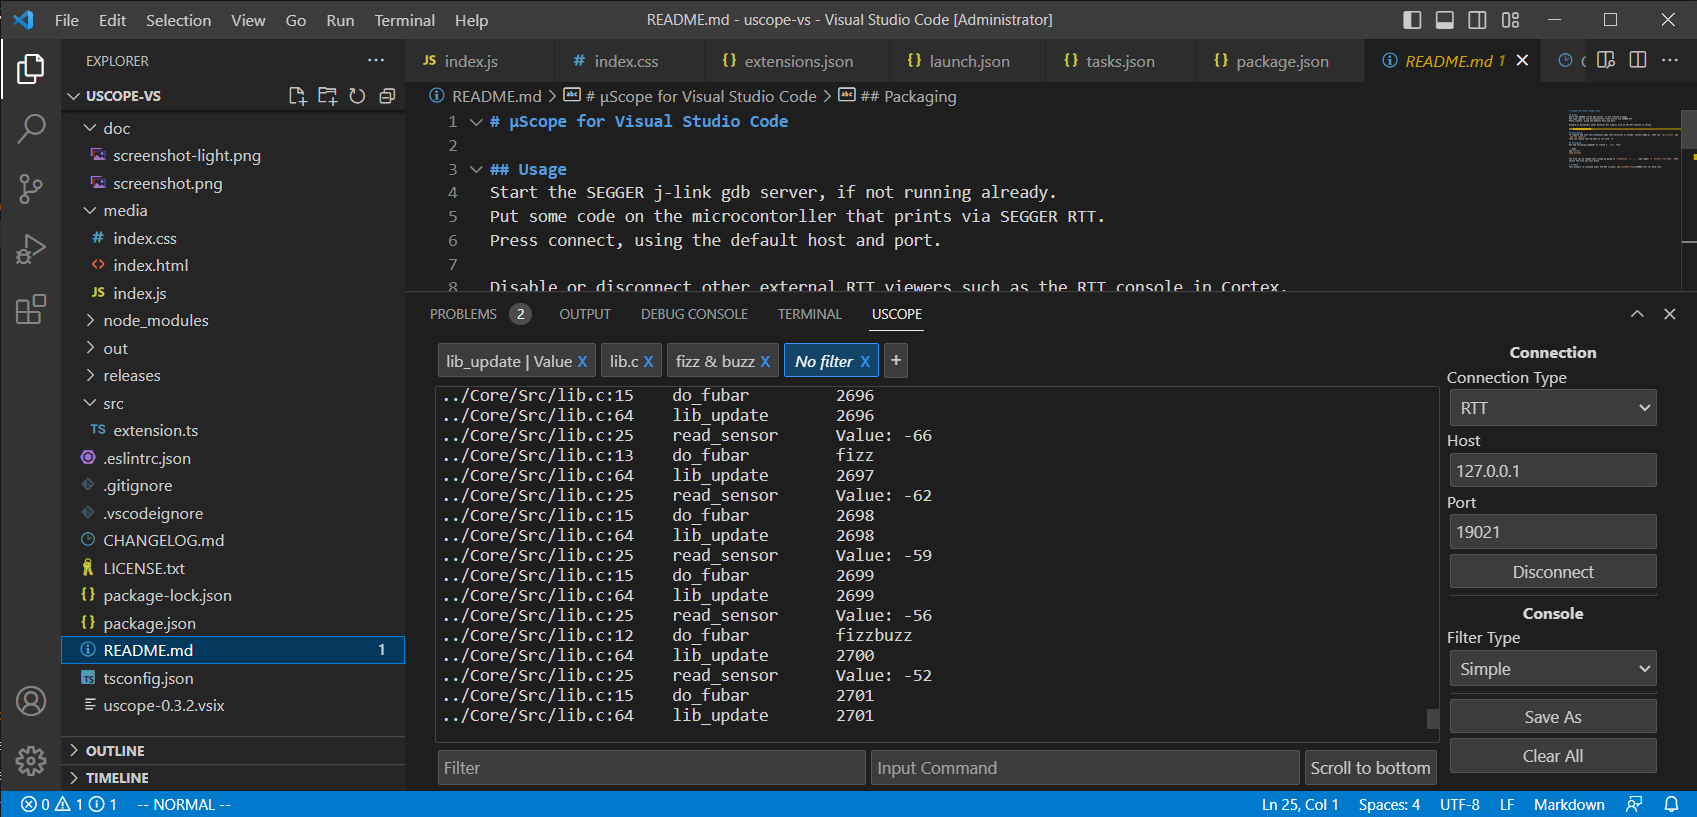 File Edit Selection View Go Run Terminal Help
README.md - uscope-vs - Visual Studio Code [Administrator]
EXPLORER
USCOPE-VS
doc
screenshot-light.png
screenshot.png
media
# index.css
<> index.html
JS index.js
node_modules
out
releases
src
TS extension.ts
.eslintrc.json
.gitignore
.vscodeignore
CHANGELOG.md
LICENSE.txt
{} package-lock.json
{} package.json
README.md 1
TS tsconfig.json
uscope-0.3.2.vsix
OUTLINE
TIMELINE
JS index.js # index.css {} extensions.json {} launch.json {} tasks.json {} package.json README.md 1
README.md > # µScope for Visual Studio Code > ## Packaging
1 # µScope for Visual Studio Code
2
3 ## Usage
4 Start the SEGGER j-link gdb server, if not running already.
5 Put some code on the microcontorller that prints via SEGGER RTT.
6 Press connect, using the default host and port.
7
8 Disable or disconnect other external RTT viewers such as the RTT console in Cortex.
PROBLEMS 2 OUTPUT DEBUG CONSOLE TERMINAL USCOPE
lib_update | Value X lib.c X fizz & buzz X No filter X +
../Core/Src/lib.c:15 do_fubar 2696
../Core/Src/lib.c:64 lib_update 2696
../Core/Src/lib.c:25 read_sensor Value: -66
../Core/Src/lib.c:13 do_fubar fizz
../Core/Src/lib.c:64 lib_update 2697
../Core/Src/lib.c:25 read_sensor Value: -62
../Core/Src/lib.c:15 do_fubar 2698
../Core/Src/lib.c:64 lib_update 2698
../Core/Src/lib.c:25 read_sensor Value: -59
../Core/Src/lib.c:15 do_fubar 2699
../Core/Src/lib.c:64 lib_update 2699
../Core/Src/lib.c:25 read_sensor Value: -56
../Core/Src/lib.c:12 do_fubar fizzbuzz
../Core/Src/lib.c:64 lib_update 2700
../Core/Src/lib.c:25 read_sensor Value: -52
../Core/Src/lib.c:15 do_fubar 2701
../Core/Src/lib.c:64 lib_update 2701
Filter
Input Command
Scroll to bottom
Connection
Connection Type
RTT
Host
127.0.0.1
Port
19021
Disconnect
Console
Filter Type
Simple
Save As
Clear All
0 1 1 -- NORMAL --
Ln 25, Col 1 Spaces: 4 UTF-8 LF Markdown